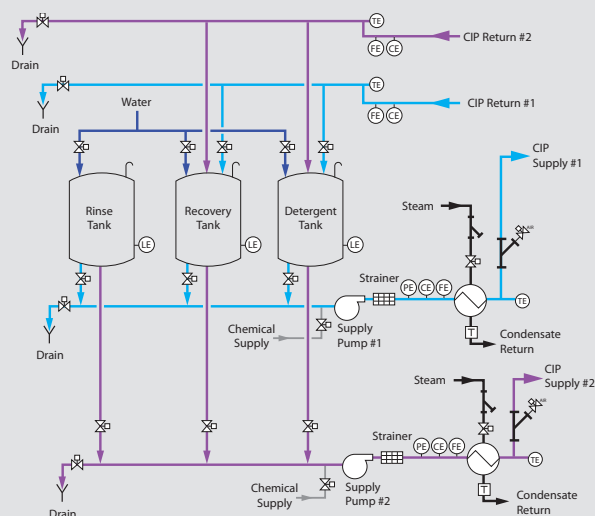 TE
CIP Return #2
FE CE
Drain
TE
CIP Return #1
FE CE
Drain
Water
CIP
Supply #1
Steam
AIR
Rinse
Tank
Recovery
Tank
Detergent
Tank
LE
LE
LE
Strainer
PE CE FE
TE
Supply
Pump #1
Chemical
Supply
T
Condensate
Return
Drain
CIP
Supply #2
Steam
AIR
Strainer
PE CE FE
TE
Supply
Pump #2
Chemical
Supply
T
Condensate
Return
Drain